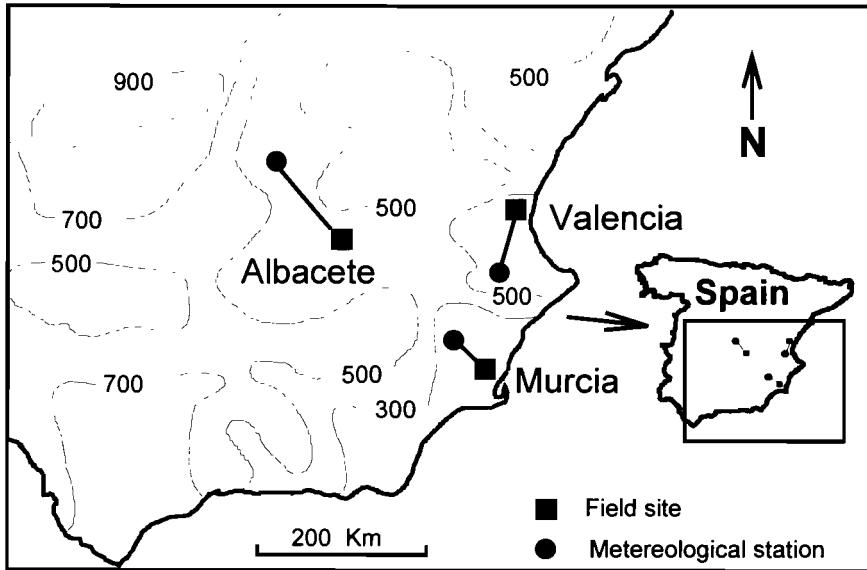 900
500
N
700
500
Valencia
500
Albacete
500
Spain
700
500
Murcia
300
Field site
200 Km
Metereological station